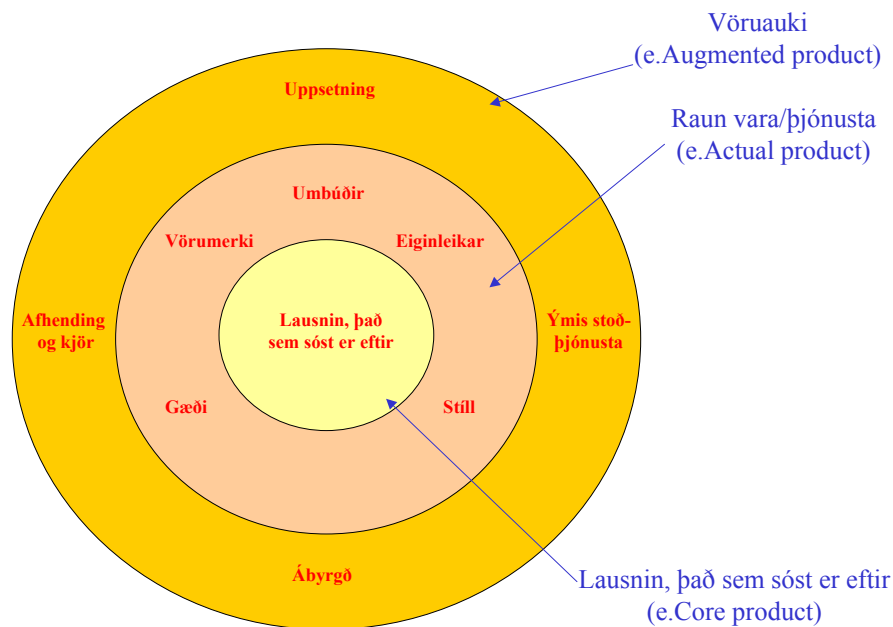 Vöruauki
(e.Augmented product)
Uppsetning
Raun vara/þjónusta
(e.Actual product)
Umbúðir
Vörumerki
Eiginleikar
Afhending
og kjör
Lausnin, það
sem sóst er eftir
Ýmis stoð-
þjónusta
Gæði
Stíll
Ábyrgð
Lausnin, það sem sóst er eftir
(e.Core product)